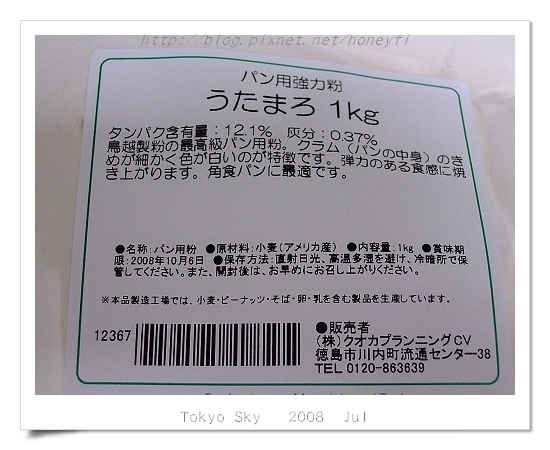 http://blog.pixnet.net/honeyfi
パン用強力粉
うたまろ 1kg
タンパク含有量：12.1% 灰分：0.37%
鳥越製粉の最高級パン用粉。クラム（パンの中身）のき
めが細かく色が白いのが特徴です。弾力のある食感に焼
き上がります。角食パンに最適です。
●名称：パン用粉 ●原材料：小麦（アメリカ産） ●内容量：1kg ●賞味期
限：2008年10月6日 ●保存方法：直射日光、高温多湿を避け、冷暗所で保
管してください。また、開封後は、お早めにお召し上がりください。
※本品製造工場では、小麦・ピーナッツ・そば・卵・乳を含む製品を生産しています。
12367
●販売者
（株）クオカプランニングCV
徳島市川内町流通センター38
TEL 0120-863639
Tokyo Sky 2008 Jul